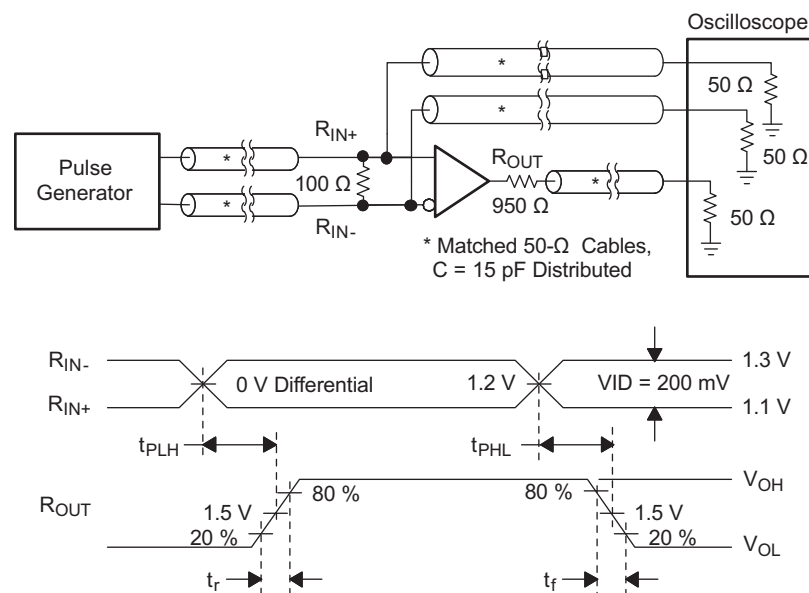 Oscilloscope
*
50 Ω
*
R_IN+
50 Ω
Pulse
Generator
*
100 Ω
R_OUT
*
950 Ω
50 Ω
*
R_IN-
* Matched 50-Ω Cables,
C = 15 pF Distributed
R_IN-
1.3 V
0 V Differential
1.2 V
VID = 200 mV
R_IN+
1.1 V
t_PLH
t_PHL
V_OH
80 %
80 %
R_OUT
1.5 V
1.5 V
20 %
20 %
V_OL
t_r
t_f